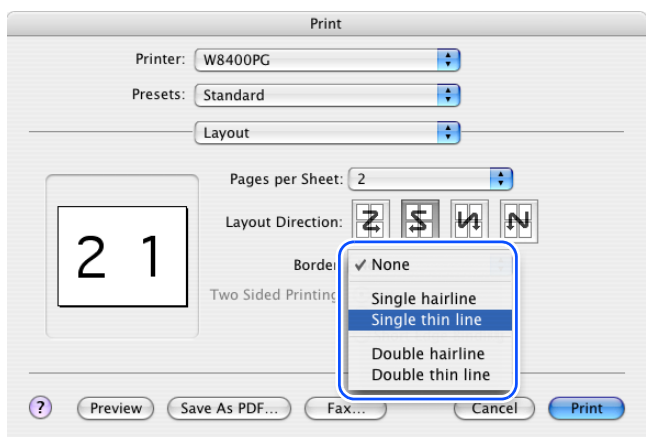 Print
Printer: W8400PG
Presets: Standard
Layout
Pages per Sheet: 2
Layout Direction:
2 1
Border
✓ None
Two Sided Printing
Single hairline
Single thin line
Double hairline
Double thin line
? Preview Save As PDF... Fax... Cancel Print